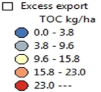 Excess export
TOC kg/ha
0.0 - 3.8
3.8 - 9.6
9.6 - 15.8
15.8 - 23.0
23.0 ---